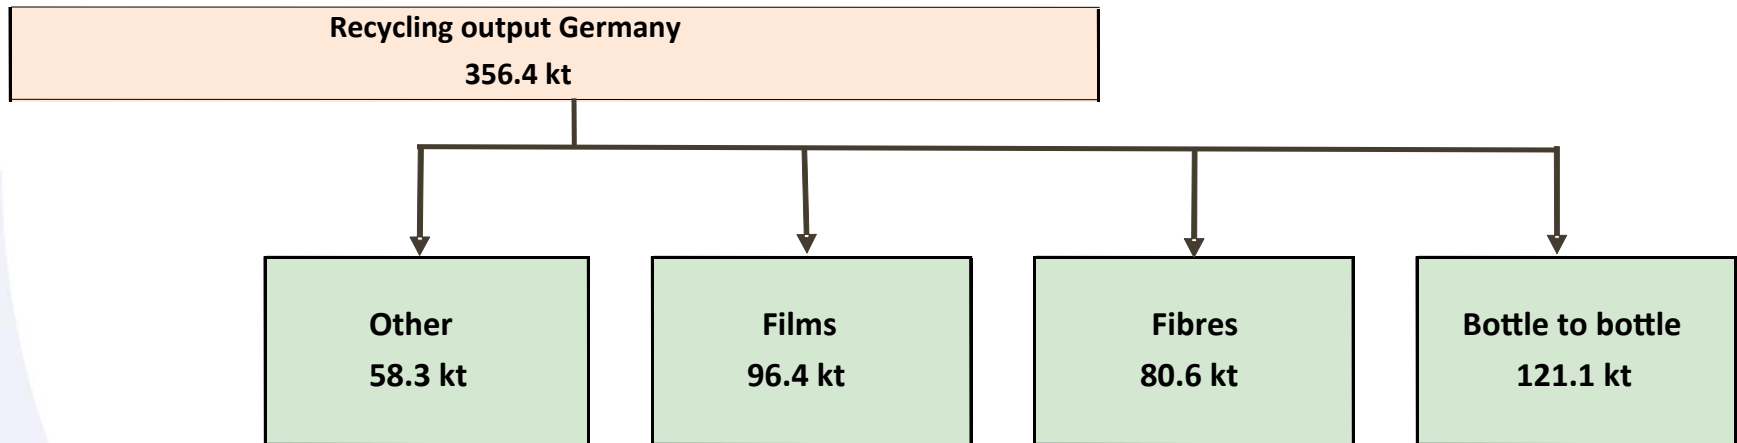 Recycling output Germany
356.4 kt
Other
58.3 kt
Films
96.4 kt
Fibres
80.6 kt
Bottle to bottle
121.1 kt